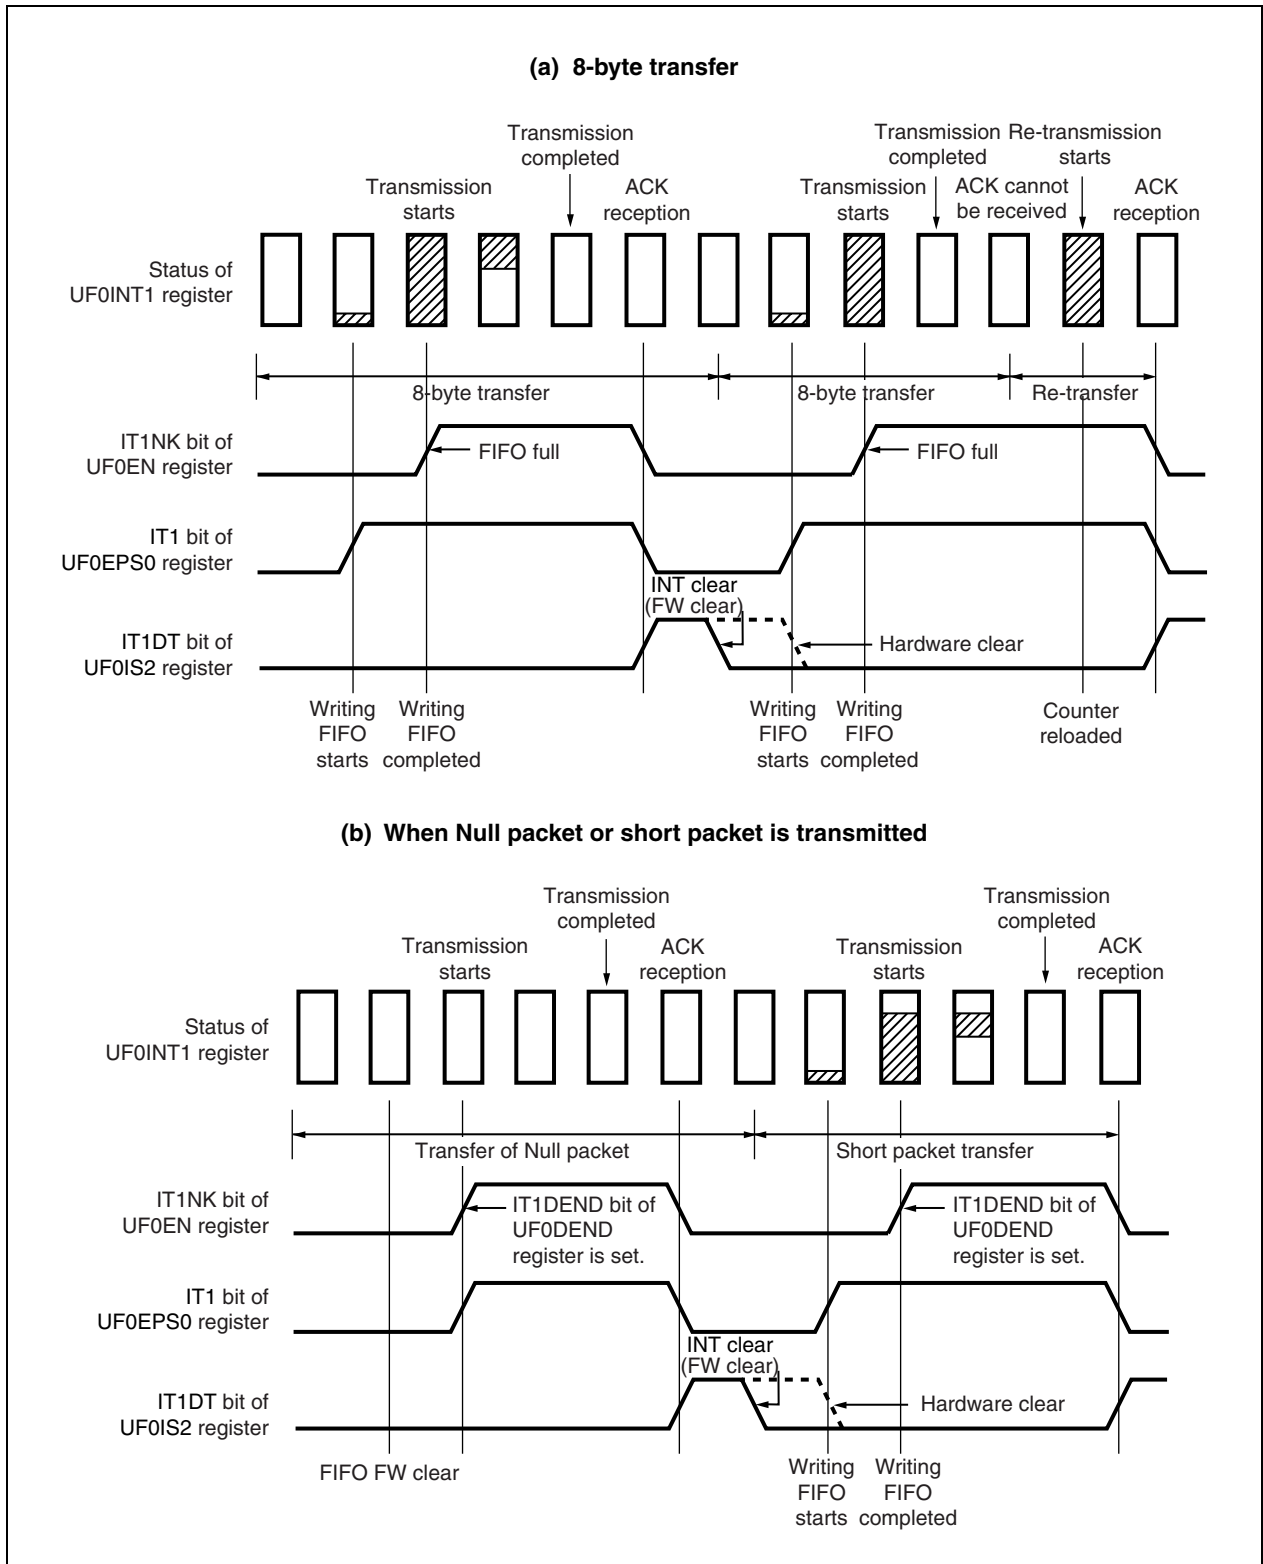 (a) 8-byte transfer
Transmission
completed
Transmission
completed
Re-transmission
starts
Transmission
starts
ACK
reception
Transmission
starts
ACK cannot
be received
ACK
reception
Status of
UF0INT1 register
8-byte transfer
8-byte transfer
Re-transfer
IT1NK bit of
UF0EN register
FIFO full
FIFO full
IT1 bit of
UF0EPS0 register
INT clear
(FW clear)
IT1DT bit of
UF0IS2 register
Hardware clear
Writing
FIFO
starts
Writing
FIFO
completed
Writing
FIFO
starts
Writing
FIFO
completed
Counter
reloaded
(b) When Null packet or short packet is transmitted
Transmission
completed
Transmission
completed
Transmission
starts
ACK
reception
Transmission
starts
ACK
reception
Status of
UF0INT1 register
Transfer of Null packet
Short packet transfer
IT1NK bit of
UF0EN register
IT1DEND bit of
UF0DEND
register is set.
IT1DEND bit of
UF0DEND
register is set.
IT1 bit of
UF0EPS0 register
INT clear
(FW clear)
IT1DT bit of
UF0IS2 register
Hardware clear
FIFO FW clear
Writing
FIFO
starts
Writing
FIFO
completed